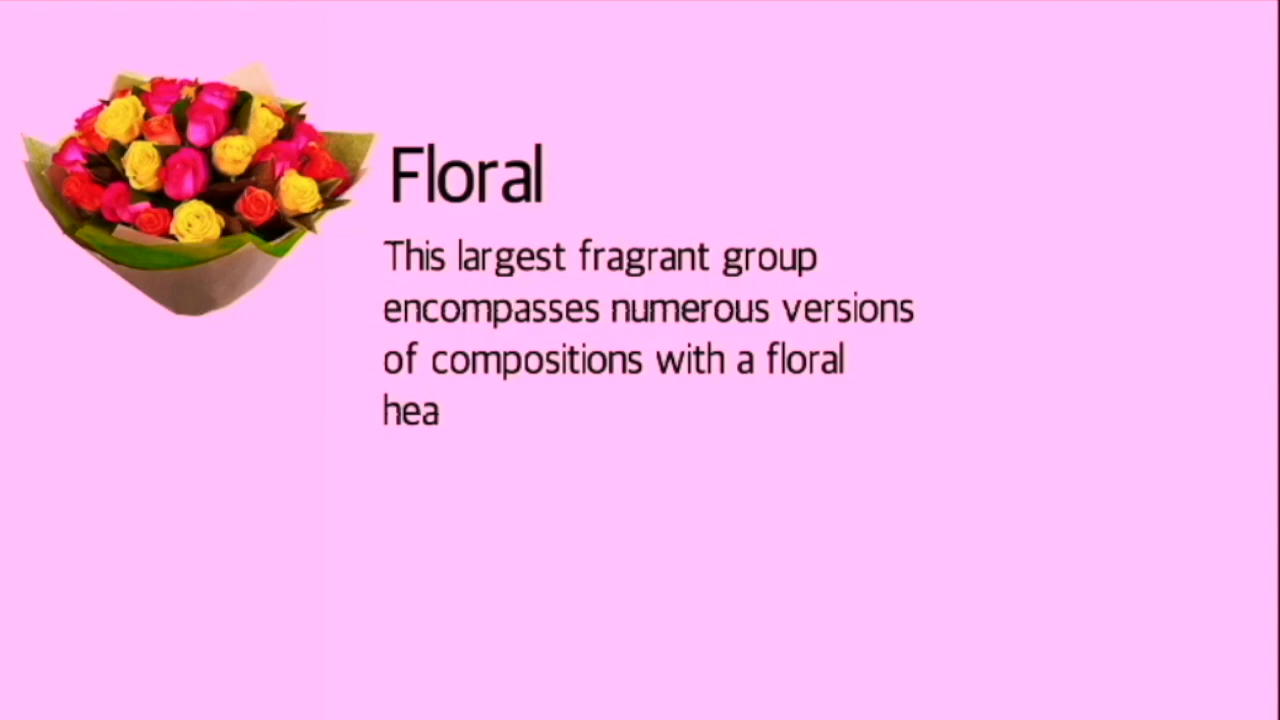 Floral
This largest fragrant group
encompasses numerous versions
of compositions with a floral
hea